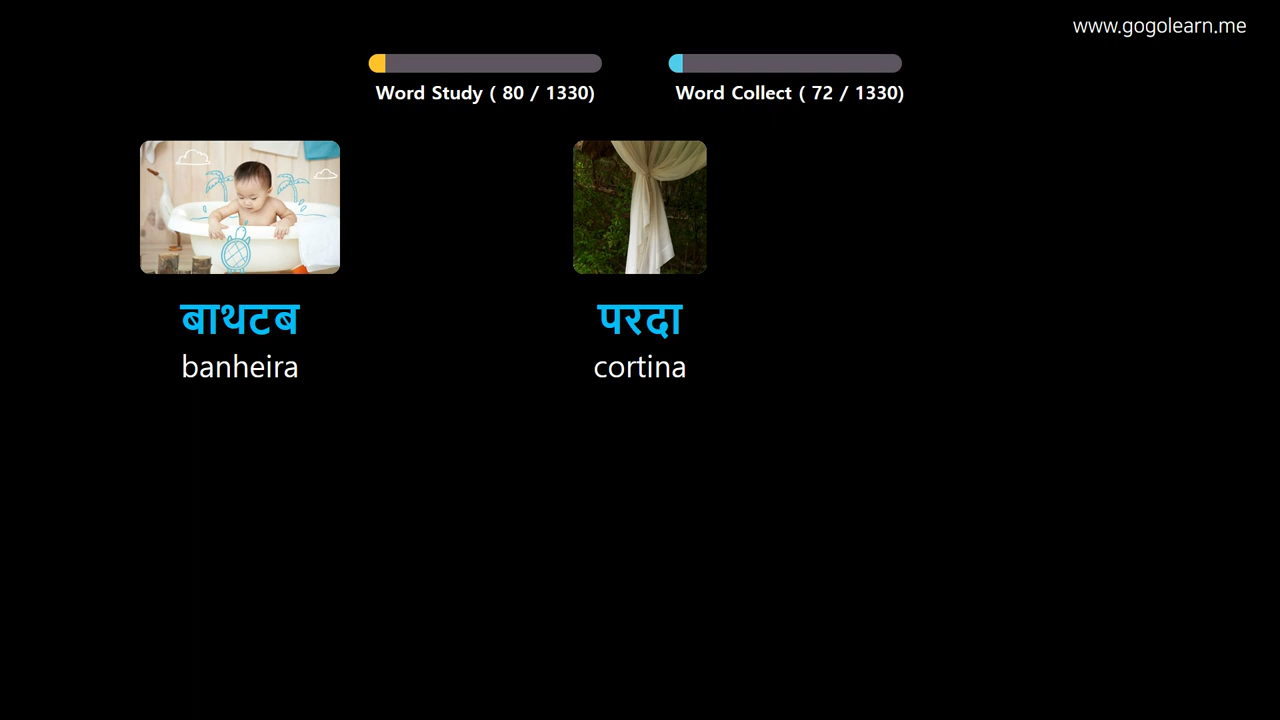 www.gogolearn.me
Word Study ( 80 / 1330)
Word Collect ( 72 / 1330)
बाथटब
banheira
परदा
cortina